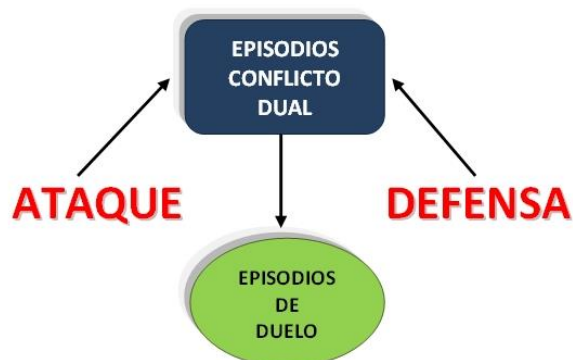 EPISODIOS
CONFLICTO
DUAL
ATAQUE
DEFENSA
EPISODIOS
DE
DUELO